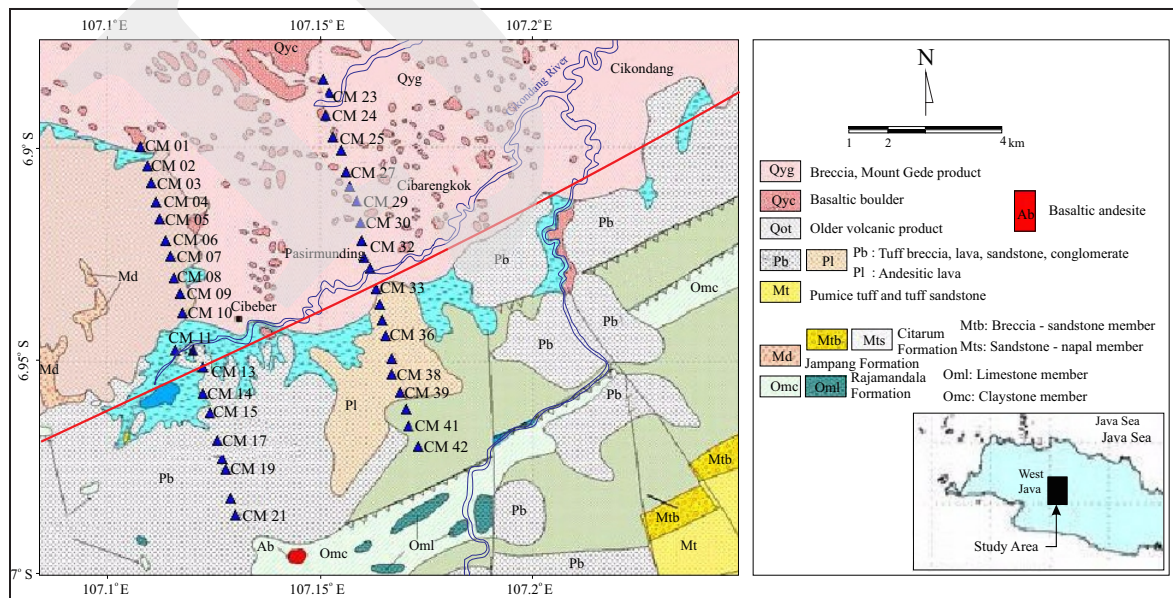 107.1°E
107.15°E
107.2°E
6.9° S
6.95° S
7° S
107.1°E
107.15°E
107.2°E
Qyc
Qyg
Cikondang
Cikondang River
CM 23
CM 24
CM 25
CM 27
Cibarengkok
CM 29
CM 30
CM 32
Pasirmunding
CM 33
CM 36
CM 38
CM 39
CM 41
CM 42
CM 01
CM 02
CM 03
CM 04
CM 05
CM 06
CM 07
CM 08
CM 09
CM 10
Cibeber
CM 11
CM 13
CM 14
CM 15
CM 17
CM 19
CM 21
Md
Md
Pb
Pb
Pb
Omc
Pb
Pb
Pb
Pl
Pb
Pb
Pb
Mtb
Mtb
Mt
Ab
Omc
Oml
N
1 2 4 km
Qyg Breccia, Mount Gede product
Qyc Basaltic boulder
Ab Basaltic andesite
Qot Older volcanic product
Pb Pl Pb : Tuff breccia, lava, sandstone, conglomerate
Pl : Andesitic lava
Mt Pumice tuff and tuff sandstone
Mtb Mts Citarum Formation
Mtb: Breccia - sandstone member
Mts: Sandstone - napal member
Md Jampang Formation
Omc Oml Rajamandala Formation
Oml: Limestone member
Omc: Claystone member
Java Sea
Java Sea
West
Java
Study Area